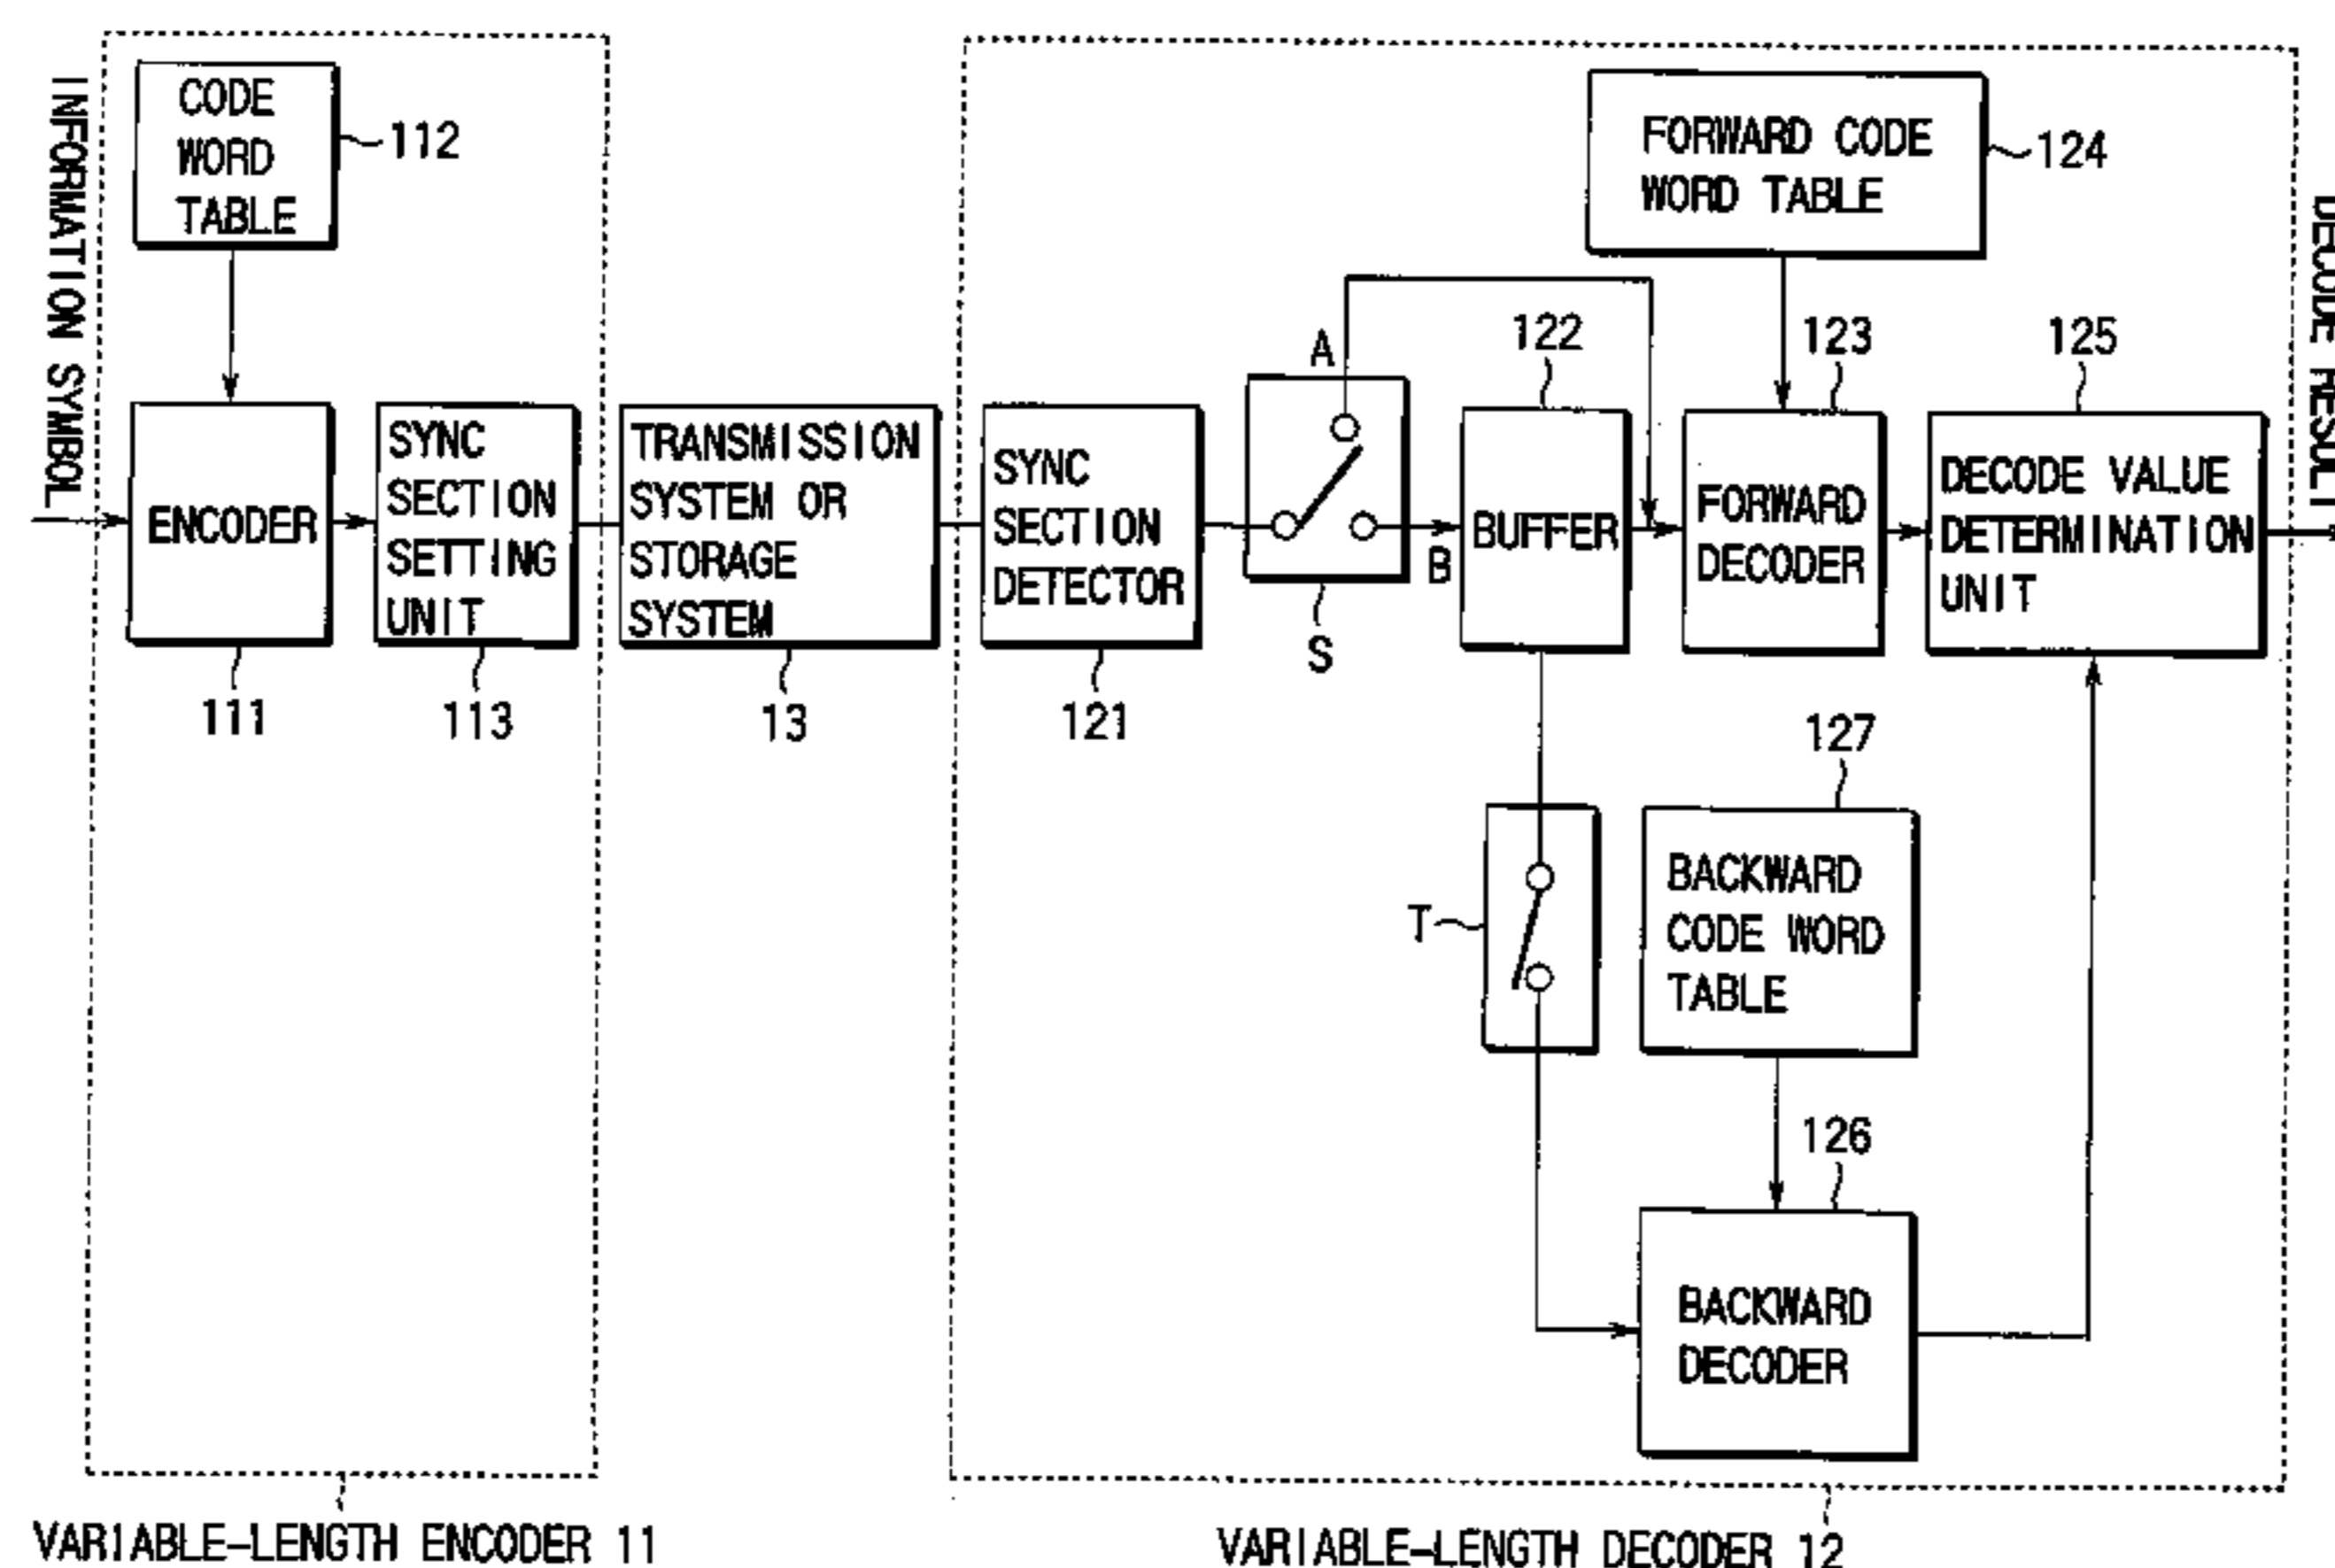 INFORMATION SYMBOL
CODE
WORD
TABLE
112
ENCODER
111
SYNC
SECTION
SETTING
UNIT
113
TRANSMISSION
SYSTEM OR
STORAGE
SYSTEM
13
SYNC
SECTION
DETECTOR
121
A
B
S
122
BUFFER
FORWARD CODE
WORD TABLE
124
123
FORWARD
DECODER
125
DECODE VALUE
DETERMINATION
UNIT
DECODE RESULT
T
127
BACKWARD
CODE WORD
TABLE
126
BACKWARD
DECODER
VARIABLE-LENGTH ENCODER 11
VARIABLE-LENGTH DECODER 12